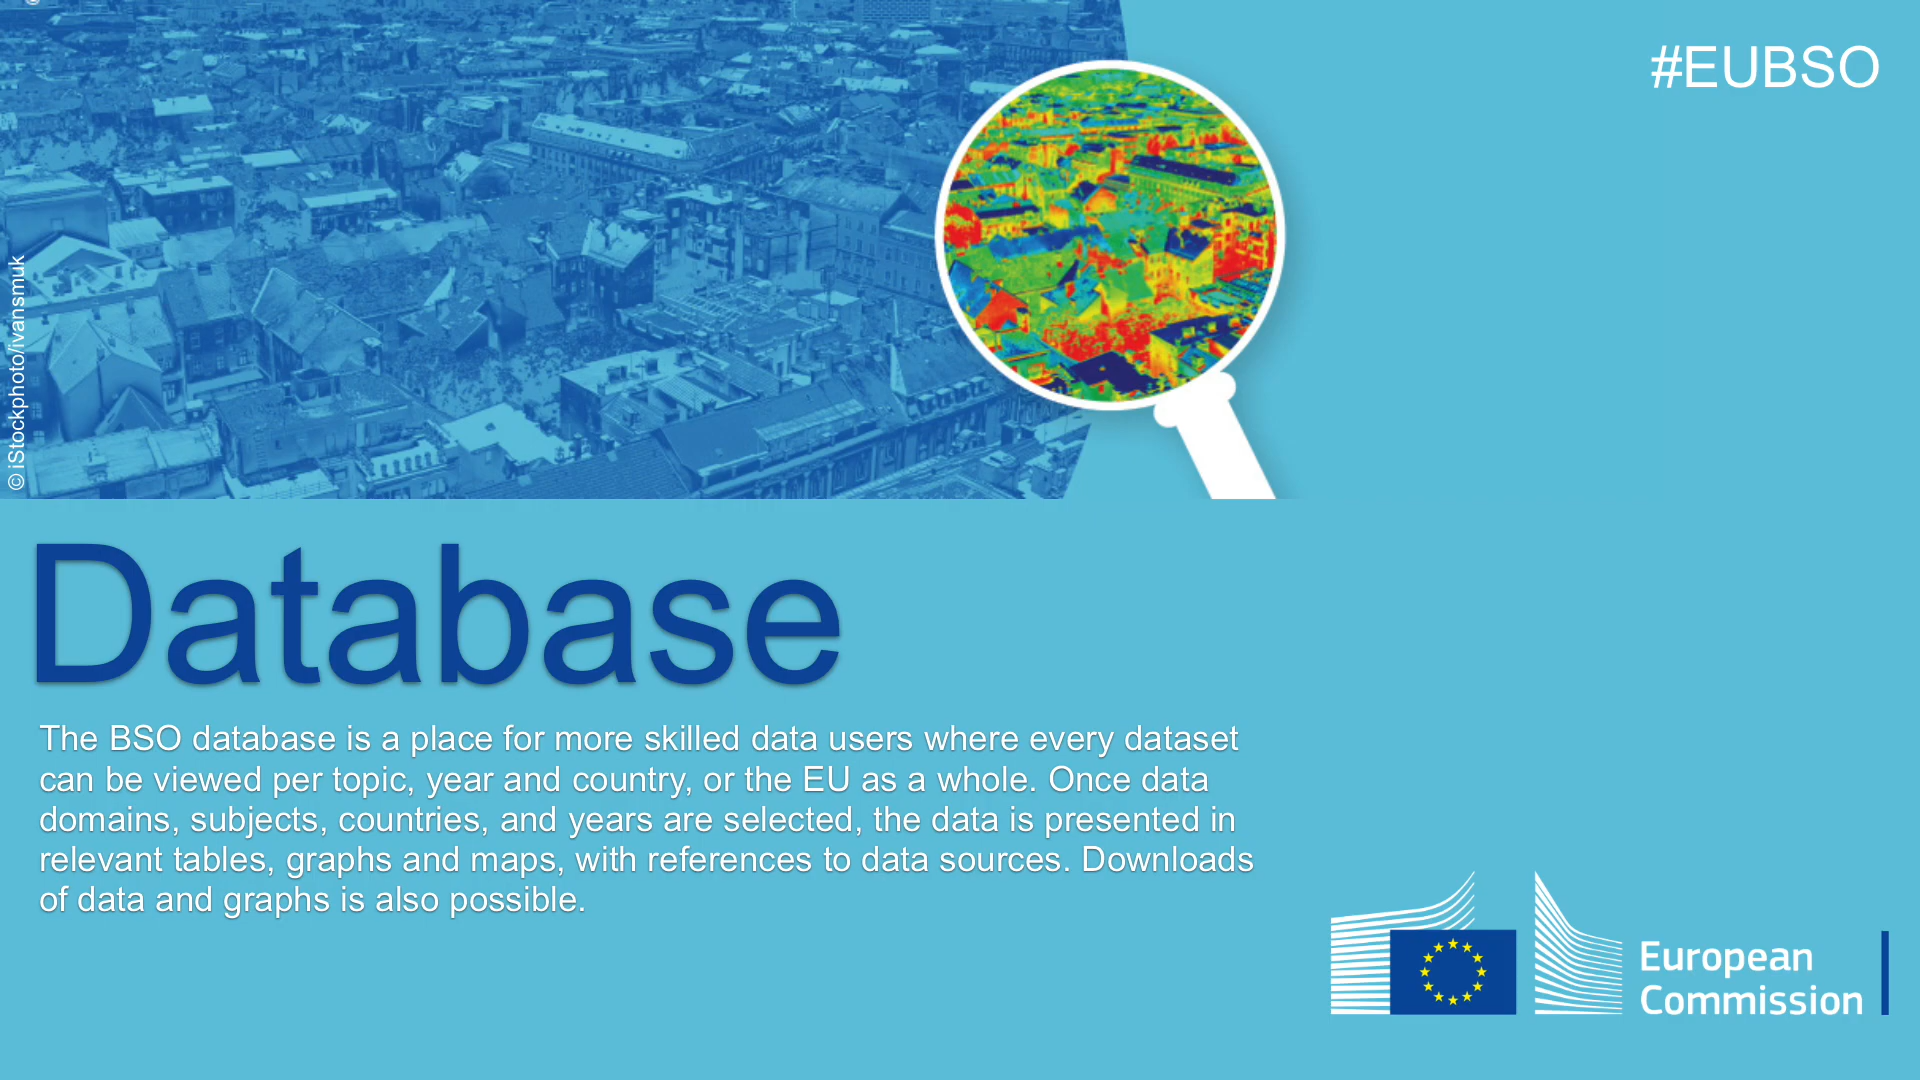 #EUBSO
©iStockphoto/ivansmuk
Database
The BSO database is a place for more skilled data users where every dataset
can be viewed per topic, year and country, or the EU as a whole. Once data
domains, subjects, countries, and years are selected, the data is presented in
relevant tables, graphs and maps, with references to data sources. Downloads
of data and graphs is also possible.
European
Commission